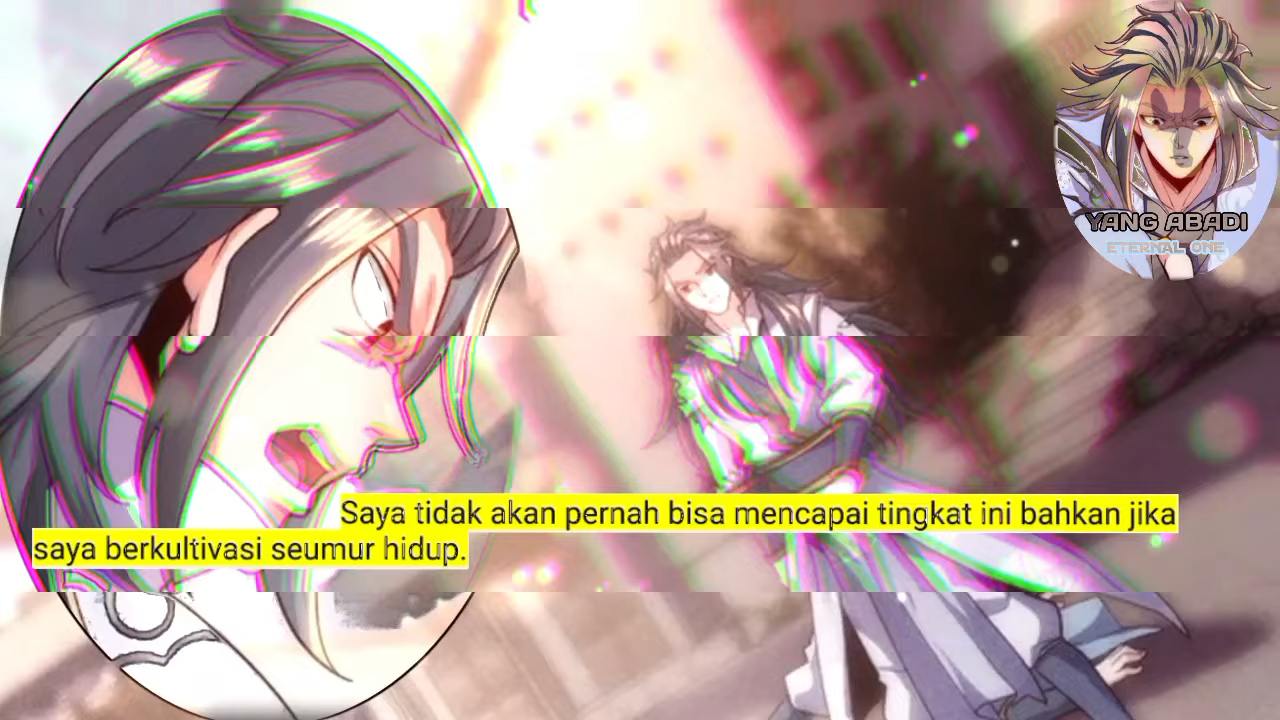 YANG ABADI
ETERNAL ONE
Saya tidak akan pernah bisa mencapai tingkat ini bahkan jika
saya berkultivasi seumur hidup.